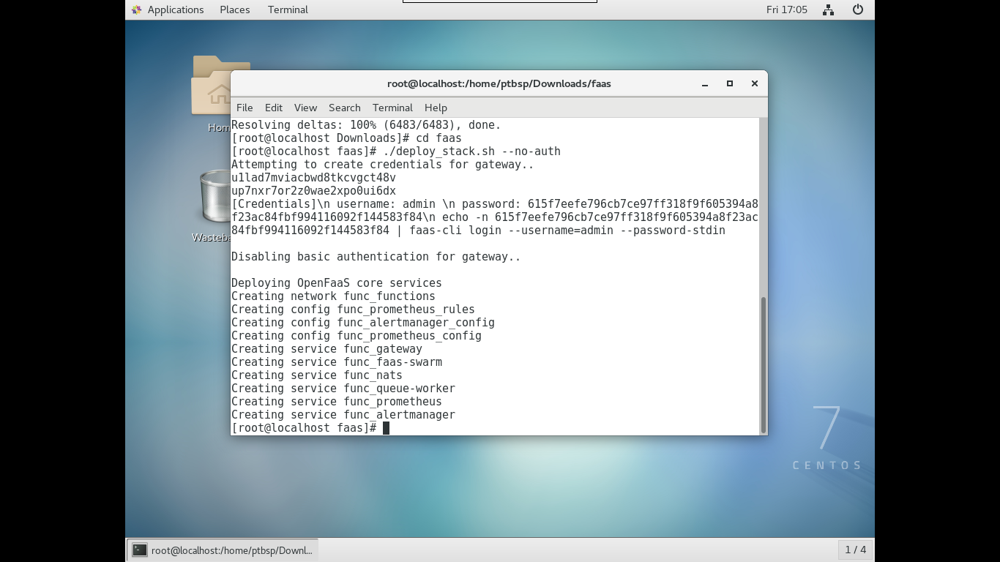 Applications Places Terminal Fri 17:05
root@localhost:/home/ptbsp/Downloads/faas
File Edit View Search Terminal Help
Resolving deltas: 100% (6483/6483), done.
[root@localhost Downloads]# cd faas
[root@localhost faas]# ./deploy_stack.sh --no-auth
Attempting to create credentials for gateway..
u1lad7mviacbwd8tkcvgct48v
up7nxr7or2z0wae2xpo0ui6dx
[Credentials]\n username: admin \n password: 615f7eefe796cb7ce97ff318f9f605394a8
f23ac84fbf994116092f144583f84\n echo -n 615f7eefe796cb7ce97ff318f9f605394a8f23ac
84fbf994116092f144583f84 | faas-cli login --username=admin --password-stdin
Disabling basic authentication for gateway..
Deploying OpenFaaS core services
Creating network func_functions
Creating config func_prometheus_rules
Creating config func_alertmanager_config
Creating config func_prometheus_config
Creating service func_gateway
Creating service func_faas-swarm
Creating service func_nats
Creating service func_queue-worker
Creating service func_prometheus
Creating service func_alertmanager
[root@localhost faas]#
Hom
Wasteba
7
CENTOS
root@localhost:/home/ptbsp/Downl...
1 / 4